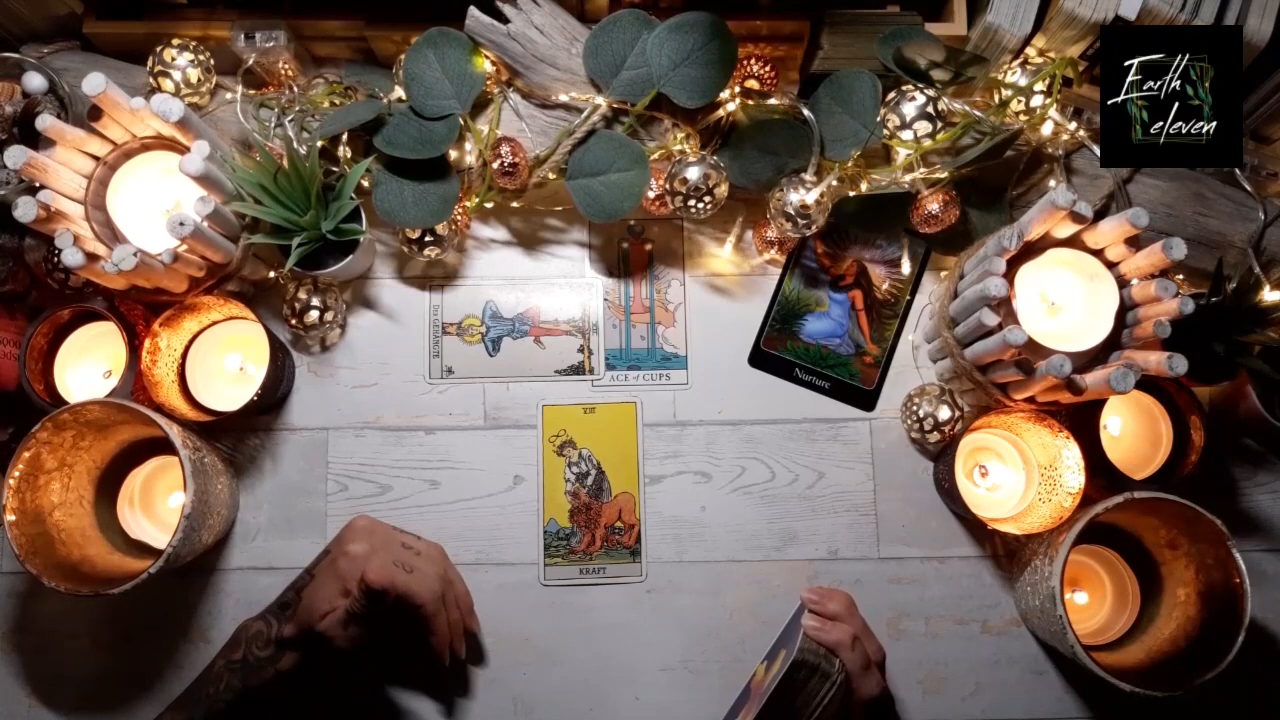 Earth
eleven
DER GEHÄNGTE
ACE of CUPS
Nurture
VIII
KRAFT